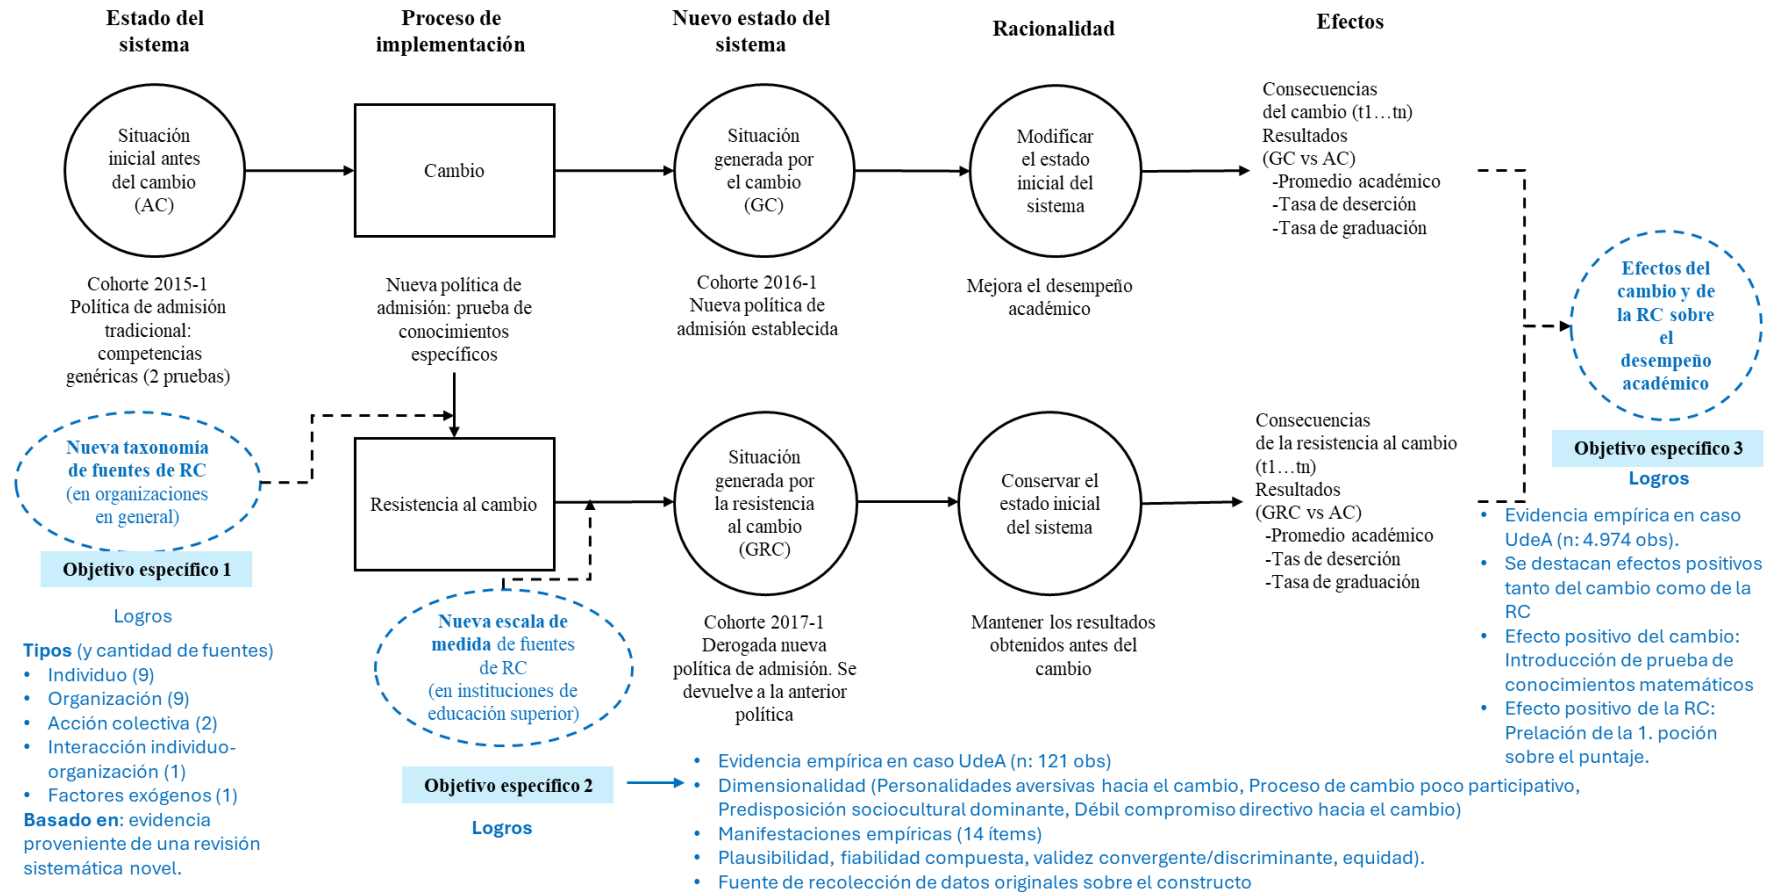 Estado del
sistema
Proceso de
implementación
Nuevo estado del
sistema
Racionalidad
Efectos
Situación
inicial antes
del cambio
(AC)
Cambio
Situación
generada por
el cambio
(GC)
Modificar
el estado
inicial del
sistema
Consecuencias
del cambio (t1…tn)
Resultados
(GC vs AC)
-Promedio académico
-Tasa de deserción
-Tasa de graduación
Cohorte 2015-1
Política de admisión
tradicional:
competencias
genéricas (2 pruebas)
Nueva política de
admisión: prueba de
conocimientos
específicos
Cohorte 2016-1
Nueva política de
admisión establecida
Mejora el desempeño
académico
Efectos del
cambio y de
la RC sobre
el
desempeño
académico
Nueva taxonomía
de fuentes de RC
(en organizaciones
en general)
Resistencia al cambio
Situación
generada por
la resistencia
al cambio
(GRC)
Conservar el
estado inicial
del sistema
Consecuencias
de la resistencia al cambio
(t1…tn)
Resultados
(GRC vs AC)
-Promedio académico
-Tas de deserción
-Tasa de graduación
Objetivo específico 3
Logros
• Evidencia empírica en caso
UdeA (n: 4.974 obs).
• Se destacan efectos positivos
tanto del cambio como de la
RC
• Efecto positivo del cambio:
Introducción de prueba de
conocimientos matemáticos
• Efecto positivo de la RC:
Prelación de la 1. poción
sobre el puntaje.
Objetivo específico 1
Logros
Tipos (y cantidad de fuentes)
• Individuo (9)
• Organización (9)
• Acción colectiva (2)
• Interacción individuo-
organización (1)
• Factores exógenos (1)
Basado en: evidencia
proveniente de una revisión
sistemática novel.
Nueva escala de
medida de fuentes
de RC
(en instituciones de
educación superior)
Cohorte 2017-1
Derogada nueva
política de admisión. Se
devuelve a la anterior
política
Mantener los resultados
obtenidos antes del
cambio
Objetivo específico 2
Logros
• Evidencia empírica en caso UdeA (n: 121 obs)
• Dimensionalidad (Personalidades aversivas hacia el cambio, Proceso de cambio poco participativo,
Predisposición sociocultural dominante, Débil compromiso directivo hacia el cambio)
• Manifestaciones empíricas (14 ítems)
• Plausibilidad, fiabilidad compuesta, validez convergente/discriminante, equidad).
• Fuente de recolección de datos originales sobre el constructo